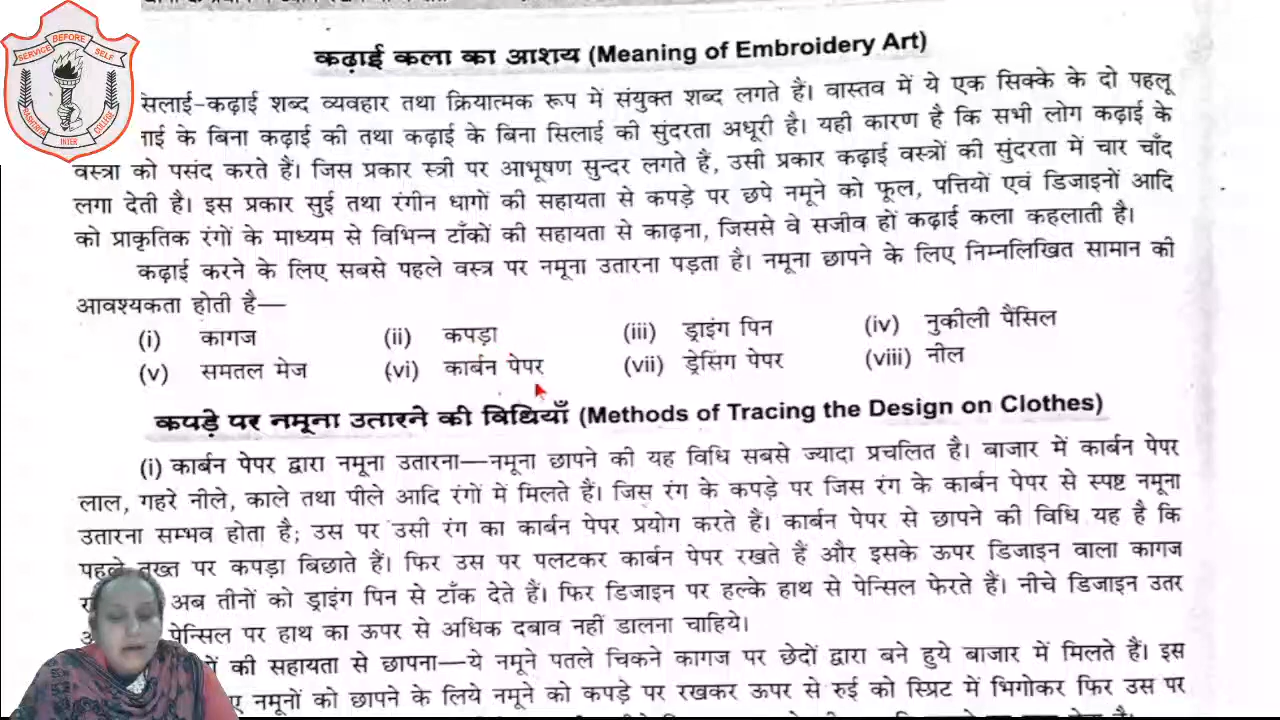 SERVICE BEFORE SELF
INTER COLLEGE
कढ़ाई कला का आशय (Meaning of Embroidery Art)
सिलाई-कढ़ाई शब्द व्यवहार तथा क्रियात्मक रूप में संयुक्त शब्द लगते हैं। वास्तव में ये एक सिक्के के दो पहलू
के बिना कढ़ाई की तथा कढ़ाई के बिना सिलाई की सुंदरता अधूरी है। यही कारण है कि सभी लोग कढ़ाई के
वस्त्रा को पसंद करते हैं। जिस प्रकार स्त्री पर आभूषण सुन्दर लगते हैं, उसी प्रकार कढ़ाई वस्त्रों की सुंदरता में चार चाँद
लगा देती है। इस प्रकार सुई तथा रंगीन धागों की सहायता से कपड़े पर छपे नमूने को फूल, पत्तियों एवं डिजाइनों आदि
को प्राकृतिक रंगों के माध्यम से विभिन्न टाँकों की सहायता से काढ़ना, जिससे वे सजीव हों कढ़ाई कला कहलाती है।
कढ़ाई करने के लिए सबसे पहले वस्त्र पर नमूना उतारना पड़ता है। नमूना छापने के लिए निम्नलिखित सामान की
आवश्यकता होती है—
(i) कागज (ii) कपड़ा (iii) ड्राइंग पिन (iv) नुकीली पैंसिल
(v) समतल मेज (vi) कार्बन पेपर (vii) ड्रेसिंग पेपर (viii) नील
कपड़े पर नमूना उतारने की विधियाँ (Methods of Tracing the Design on Clothes)
(i) कार्बन पेपर द्वारा नमूना उतारना—नमूना छापने की यह विधि सबसे ज्यादा प्रचलित है। बाजार में कार्बन पेपर
लाल, गहरे नीले, काले तथा पीले आदि रंगों में मिलते हैं। जिस रंग के कपड़े पर जिस रंग के कार्बन पेपर से स्पष्ट नमूना
उतारना सम्भव होता है; उस पर उसी रंग का कार्बन पेपर प्रयोग करते हैं। कार्बन पेपर से छापने की विधि यह है कि
पहले तख्त पर कपड़ा बिछाते हैं। फिर उस पर पलटकर कार्बन पेपर रखते हैं और इसके ऊपर डिजाइन वाला कागज
अब तीनों को ड्राइंग पिन से टाँक देते हैं। फिर डिजाइन पर हल्के हाथ से पेन्सिल फेरते हैं। नीचे डिजाइन उतर
पेन्सिल पर हाथ का ऊपर से अधिक दबाव नहीं डालना चाहिये।
की सहायता से छापना—ये नमूने पतले चिकने कागज पर छेदों द्वारा बने हुये बाजार में मिलते हैं। इस
नमूनों को छापने के लिये नमूने को कपड़े पर रखकर ऊपर से रुई को स्प्रिट में भिगोकर फिर उस पर